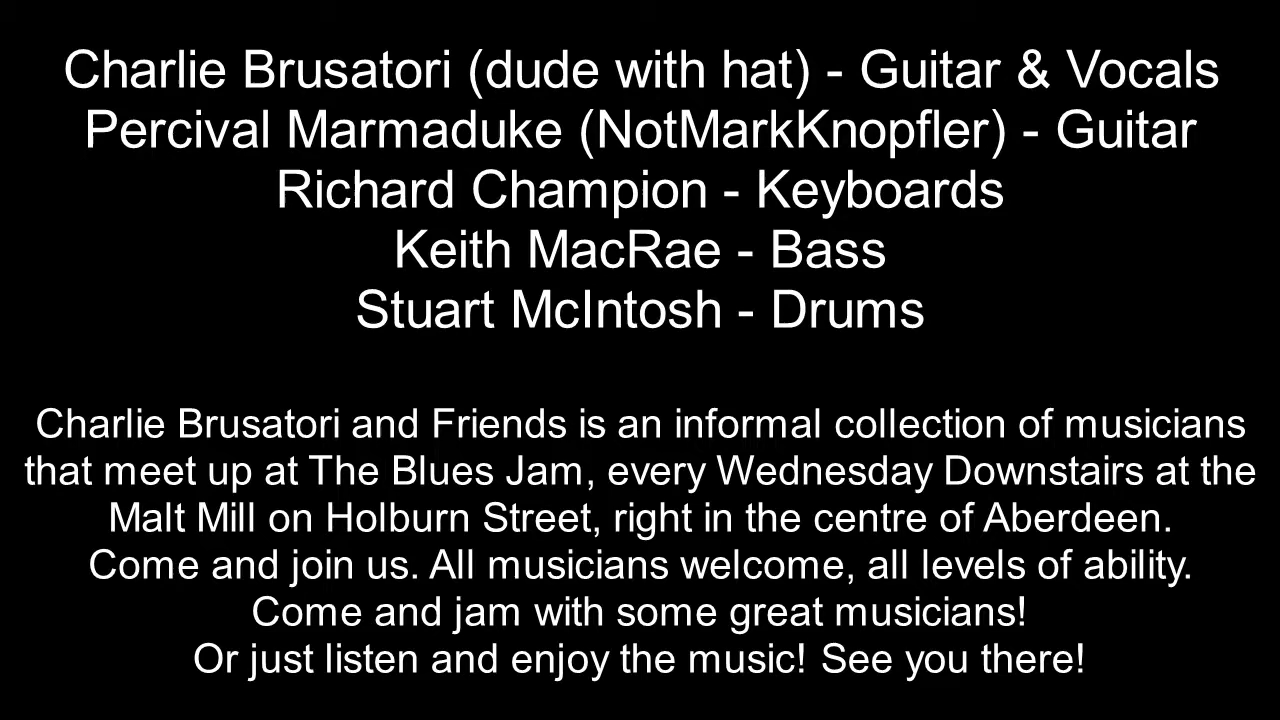 Charlie Brusatori (dude with hat) - Guitar & Vocals
Percival Marmaduke (NotMarkKnopfler) - Guitar
Richard Champion - Keyboards
Keith MacRae - Bass
Stuart McIntosh - Drums
Charlie Brusatori and Friends is an informal collection of musicians
that meet up at The Blues Jam, every Wednesday Downstairs at the
Malt Mill on Holburn Street, right in the centre of Aberdeen.
Come and join us. All musicians welcome, all levels of ability.
Come and jam with some great musicians!
Or just listen and enjoy the music! See you there!